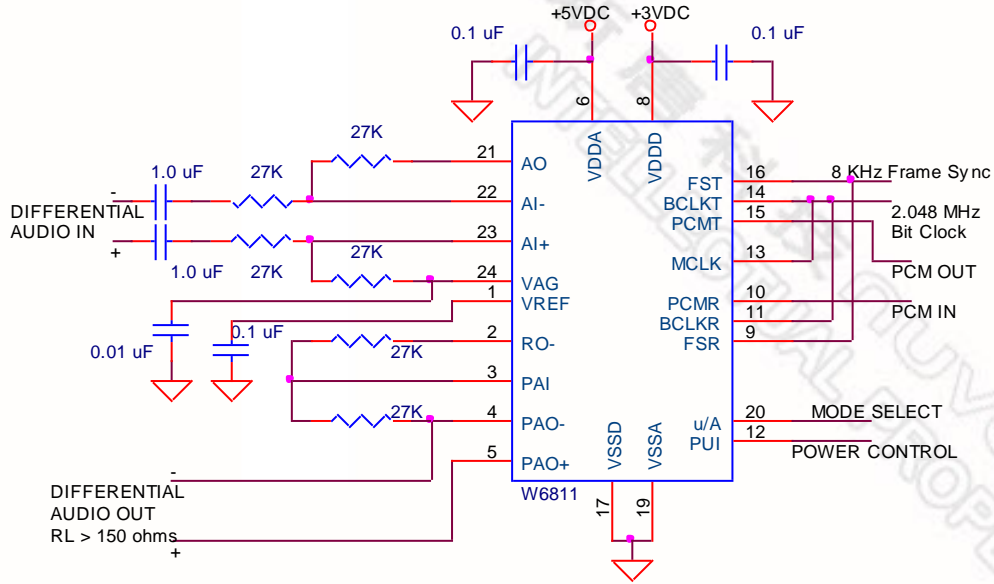 +5VDC
+3VDC
0.1 uF
0.1 uF
6
8
VDDA
VDDD
27K
21
AO
1.0 uF
27K
22
AI-
-
DIFFERENTIAL
AUDIO IN
+
23
AI+
1.0 uF
27K
27K
24
VAG
1
VREF
0.01 uF
0.1 uF
2
RO-
27K
3
PAI
27K
4
PAO-
5
PAO+
-
DIFFERENTIAL
AUDIO OUT
RL > 150 ohms
+
W6811
VSSD
VSSA
17
19
FST
16
8 KHz Frame Sync
BCLKT
14
2.048 MHz
Bit Clock
PCMT
15
PCM OUT
MCLK
13
PCMR
10
PCM IN
BCLKR
11
FSR
9
u/A
20
MODE SELECT
PUI
12
POWER CONTROL